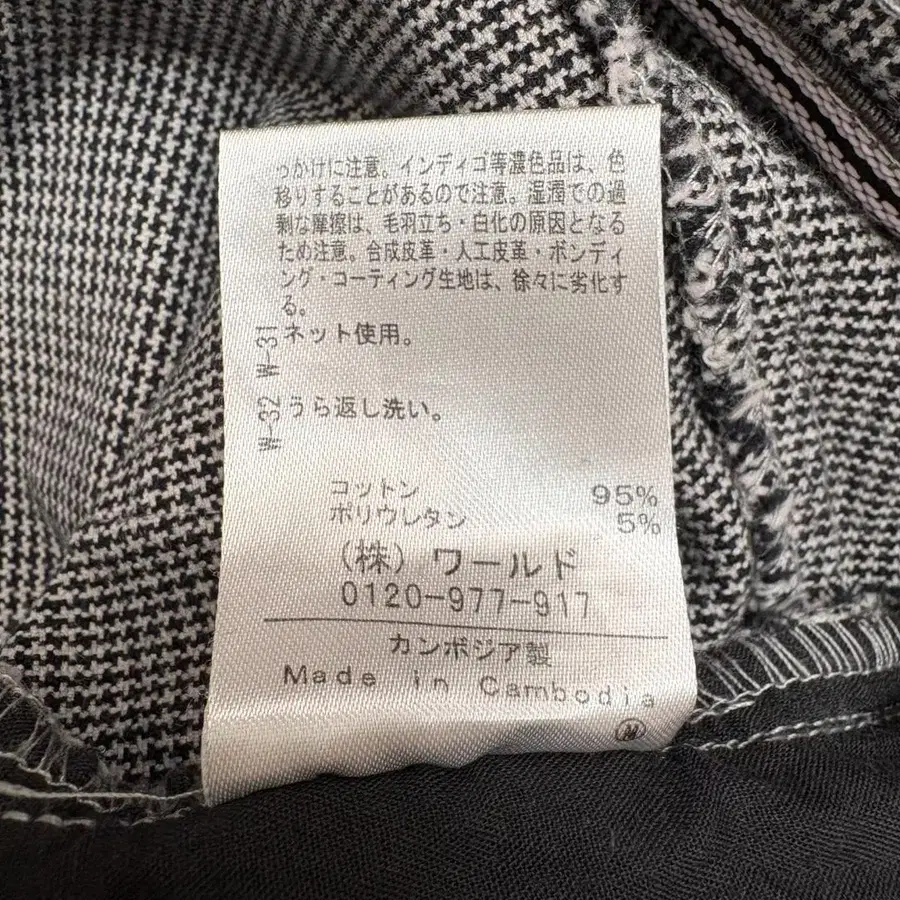 っかけに注意。インディゴ等濃色品は、色
移りすることがあるので注意。湿潤での過
剰な摩擦は、毛羽立ち・白化の原因となる
ため注意。合成皮革・人工皮革・ボンディ
ング・コーティング生地は、徐々に劣化す
る。
W-31 ネット使用。
W-32 うら返し洗い。
コットン 95%
ポリウレタン 5%
(株) ワールド
0120-977-917
カンボジア製
Made in Cambodia
W